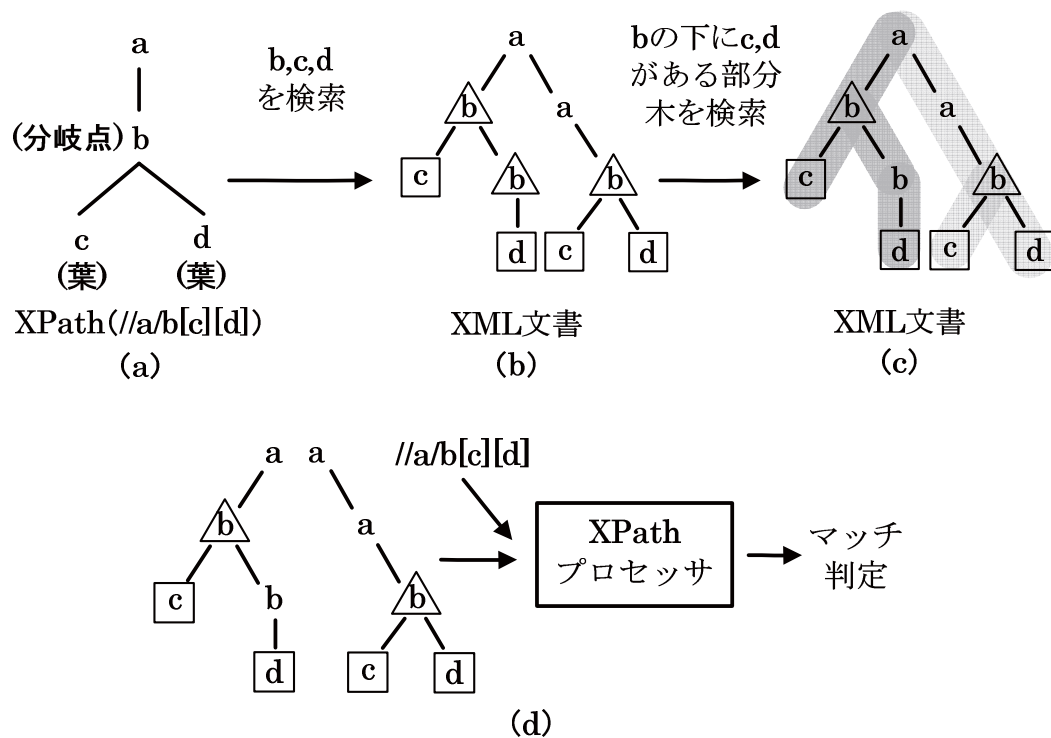 a
(分岐点) b
c d
(葉) (葉)
XPath(//a/b[c][d])
(a)
b,c,d
を検索
a
b
a
c
b
b
d
c
d
XML文書
(b)
bの下にc,d
がある部分
木を検索
a
b
a
c
b
b
d
c
d
XML文書
(c)
a a
b
a
c
b
b
d
c
d
//a/b[c][d]
XPath
プロセッサ
マッチ
判定
(d)